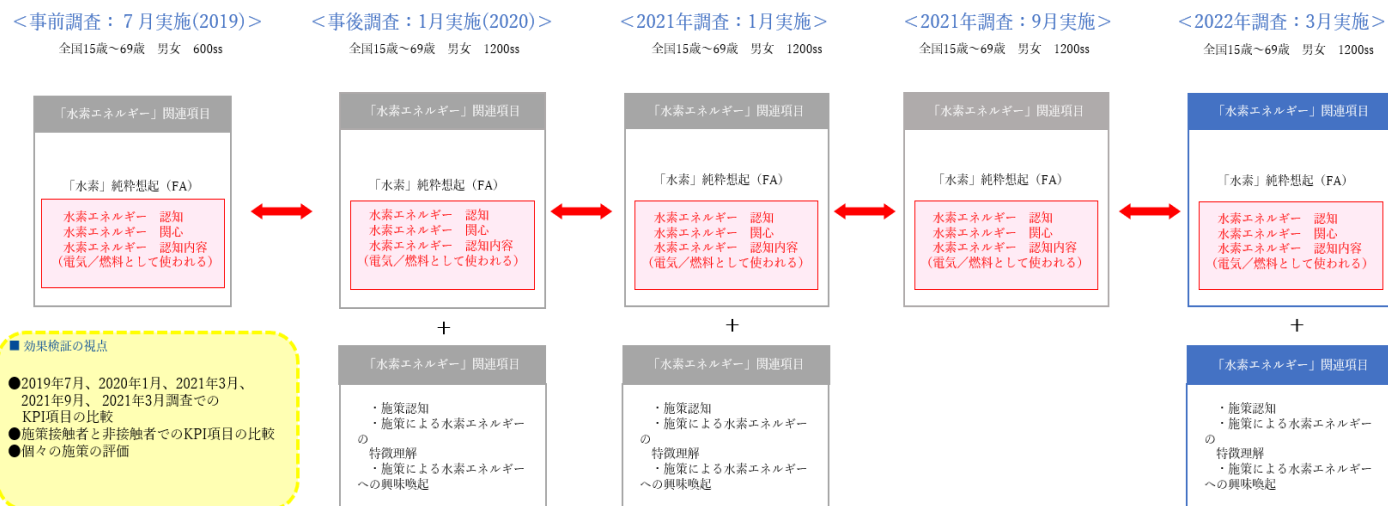 ＜事前調査：７月実施(2019)＞
全国15歳～69歳　男女　600ss
「水素エネルギー」関連項目
「水素」純粋想起（FA）
水素エネルギー　認知
水素エネルギー　関心
水素エネルギー　認知内容
(電気／燃料として使われる)
＜事後調査：1月実施(2020)＞
全国15歳～69歳　男女　1200ss
「水素エネルギー」関連項目
「水素」純粋想起（FA）
水素エネルギー　認知
水素エネルギー　関心
水素エネルギー　認知内容
(電気／燃料として使われる)
+
「水素エネルギー」関連項目
・施策認知
・施策による水素エネルギー
の
特徴理解
・施策による水素エネルギー
への興味喚起
＜2021年調査：1月実施＞
全国15歳～69歳　男女　1200ss
「水素エネルギー」関連項目
「水素」純粋想起（FA）
水素エネルギー　認知
水素エネルギー　関心
水素エネルギー　認知内容
(電気／燃料として使われる)
+
「水素エネルギー」関連項目
・施策認知
・施策による水素エネルギー
の
特徴理解
・施策による水素エネルギー
への興味喚起
＜2021年調査：9月実施＞
全国15歳～69歳　男女　1200ss
「水素エネルギー」関連項目
「水素」純粋想起（FA）
水素エネルギー　認知
水素エネルギー　関心
水素エネルギー　認知内容
(電気／燃料として使われる)
＜2022年調査：3月実施＞
全国15歳～69歳　男女　1200ss
「水素エネルギー」関連項目
「水素」純粋想起（FA）
水素エネルギー　認知
水素エネルギー　関心
水素エネルギー　認知内容
(電気／燃料として使われる)
+
「水素エネルギー」関連項目
・施策認知
・施策による水素エネルギー
の
特徴理解
・施策による水素エネルギー
への興味喚起
■ 効果検証の視点
●2019年7月、2020年1月、2021年3月、
2021年9月、 2021年3月調査での
KPI項目の比較
●施策接触者と非接触者でのKPI項目の比較
●個々の施策の評価